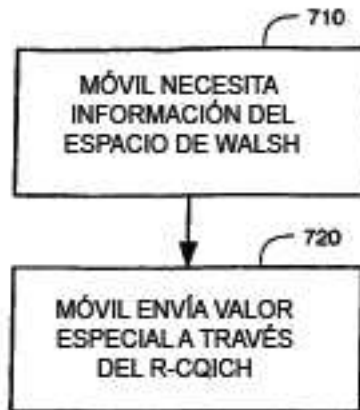 710
MÓVIL NECESITA
INFORMACIÓN DEL
ESPACIO DE WALSH
720
MÓVIL ENVÍA VALOR
ESPECIAL A TRAVÉS
DEL R-CQICH